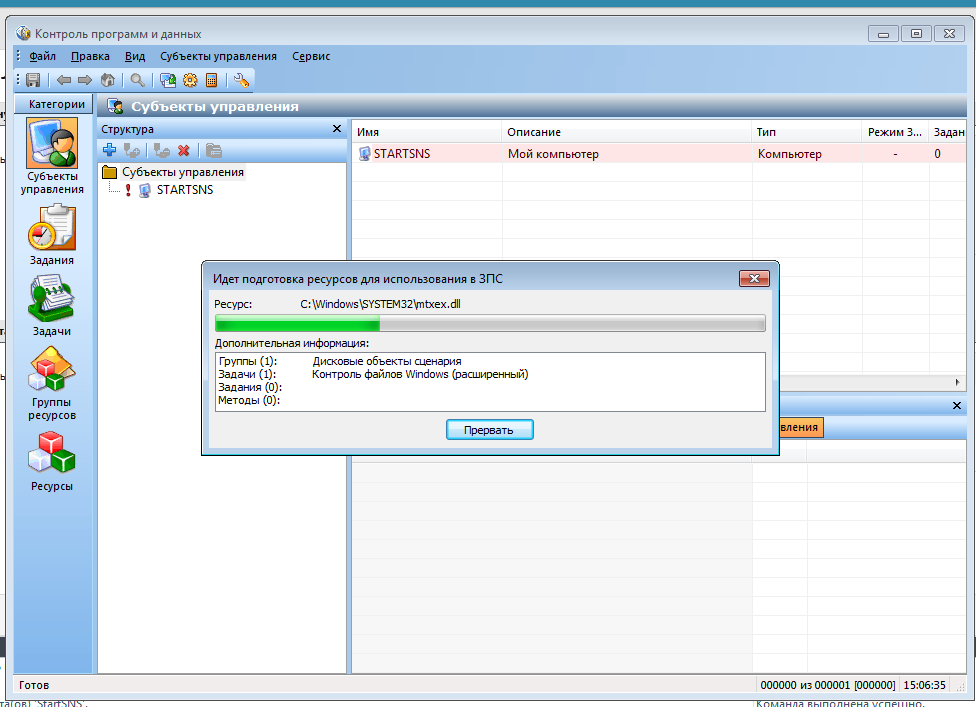 Контроль программ и данных
Файл Правка Вид Субъекты управления Сервис
Категории
Субъекты управления
Субъекты
управления
Задания
Задачи
Группы
ресурсов
Ресурсы
Структура
Субъекты управления
! STARTSNS
Имя Описание Тип Режим З... Задан
STARTSNS Мой компьютер Компьютер - 0
Идет подготовка ресурсов для использования в ЗПС
Ресурс: C:\Windows\SYSTEM32\mtxex.dll
Дополнительная информация:
Группы (1): Дисковые объекты сценария
Задачи (1): Контроль файлов Windows (расширенный)
Задания (0):
Методы (0):
Прервать
вления
Готов
000000 из 000001 [000000] 15:06:35
та(ов) 'StartSNS'.
Команда выполнена успешно.